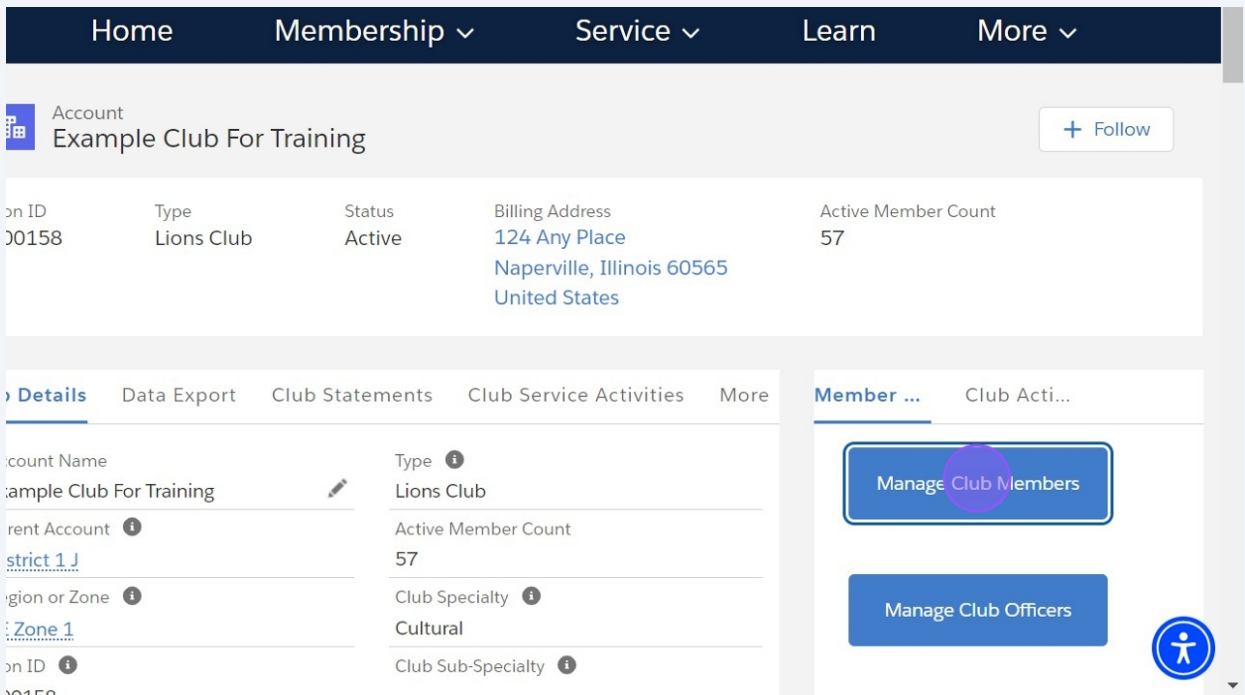 Home Membership Service Learn More
Account
Example Club For Training
+ Follow
on ID Type Status Billing Address Active Member Count
00158 Lions Club Active 124 Any Place 57
Naperville, Illinois 60565
United States
Details Data Export Club Statements Club Service Activities More Member ... Club Acti...
ccount Name Type
ample Club For Training Lions Club
Manage Club Members
rent Account Active Member Count
strict 1 J 57
egion or Zone Club Specialty
Zone 1 Cultural
Manage Club Officers
on ID Club Sub-Specialty